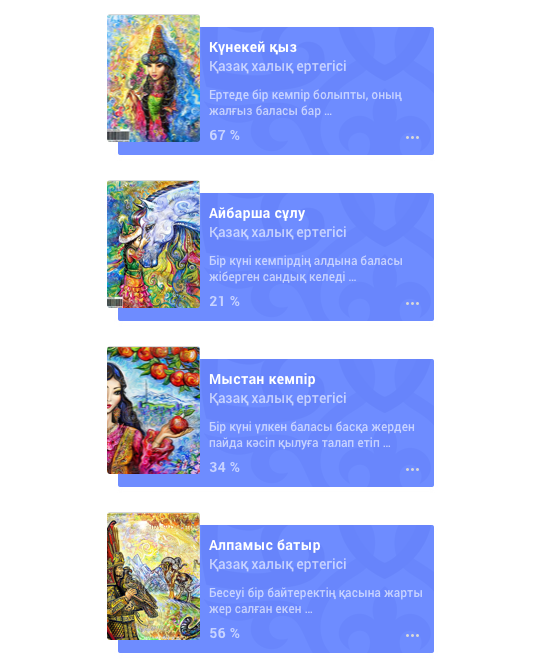 Күнекей қыз
Қазақ халық ертегісі
Ертеде бір кемпір болыпты, оның
жалғыз баласы бар ...
67 %
Айбарша сұлу
Қазақ халық ертегісі
Бір күні кемпірдің алдына баласы
жіберген сандық келеді ...
21 %
Мыстан кемпір
Қазақ халық ертегісі
Бір күні үлкен баласы басқа жерден
пайда кәсіп қылуға талап етіп ...
34 %
Алпамыс батыр
Қазақ халық ертегісі
Бесеуі бір байтеректің қасына жарты
жер салған екен ...
56 %